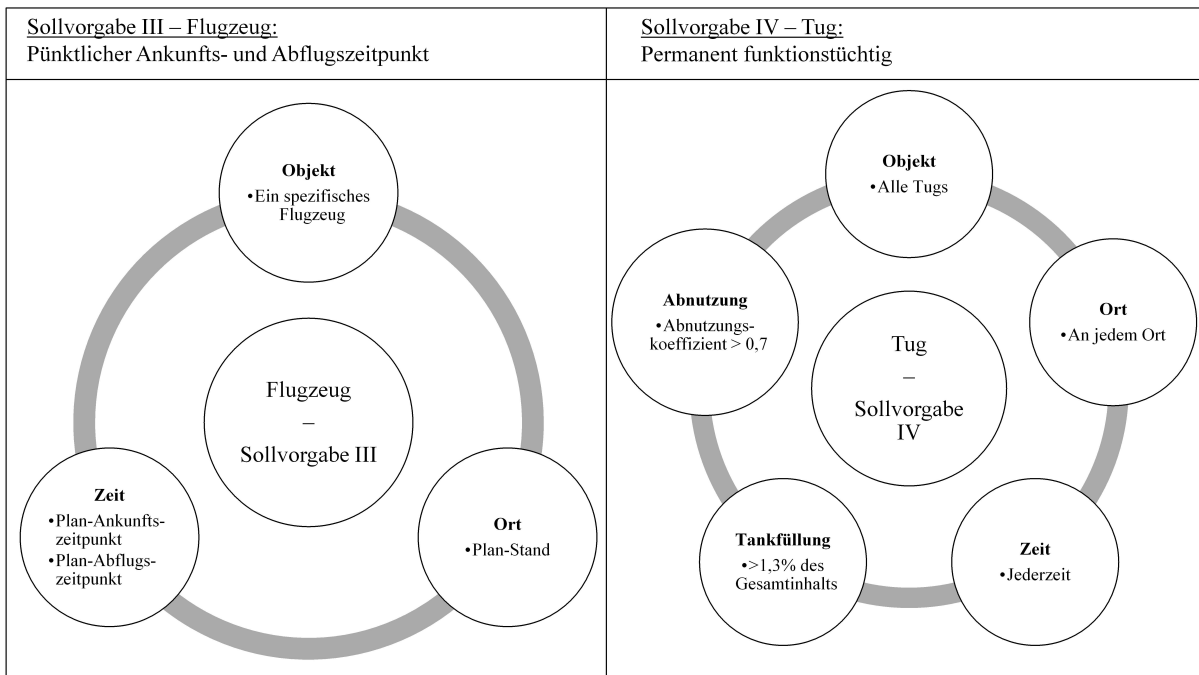 Sollvorgabe III – Flugzeug:
Pünktlicher Ankunfts- und Abflugszeitpunkt
Objekt
•Ein spezifisches
Flugzeug
Flugzeug
–
Sollvorgabe III
Zeit
•Plan-Ankunfts-
zeitpunkt
•Plan-Abflugs-
zeitpunkt
Ort
•Plan-Stand
Sollvorgabe IV – Tug:
Permanent funktionstüchtig
Objekt
•Alle Tugs
Abnutzung
•Abnutzungs-
koeffizient > 0,7
Ort
•An jedem Ort
Tug
–
Sollvorgabe
IV
Tankfüllung
•>1,3% des
Gesamtinhalts
Zeit
•Jederzeit